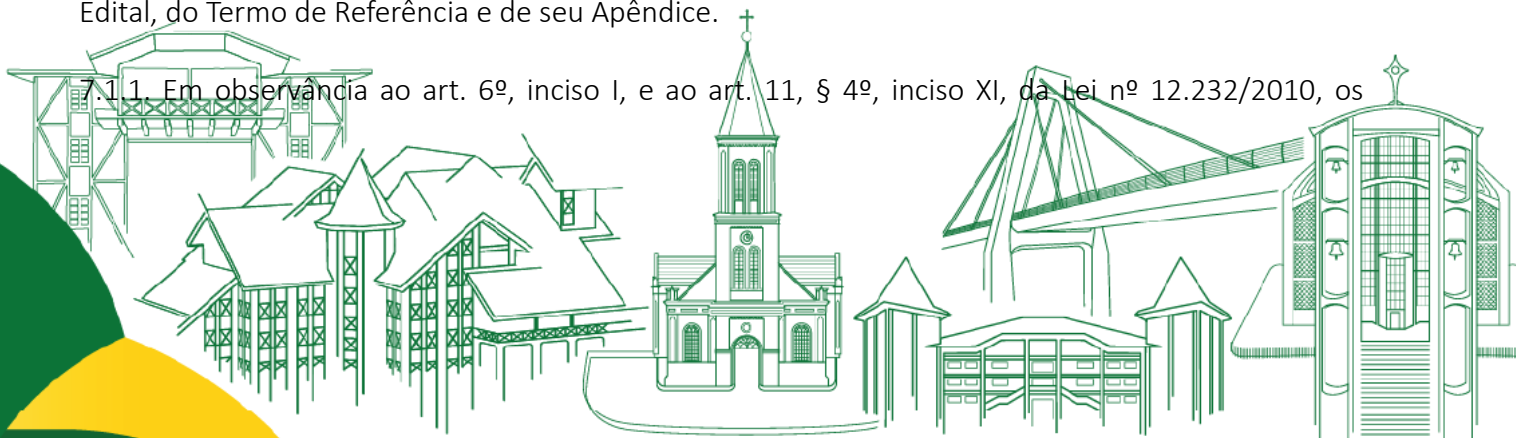 Edital, do Termo de Referência e de seu Apêndice.
7.1.1. Em observância ao art. 6º, inciso I, e ao art. 11, § 4º, inciso XI, da Lei nº 12.232/2010, os